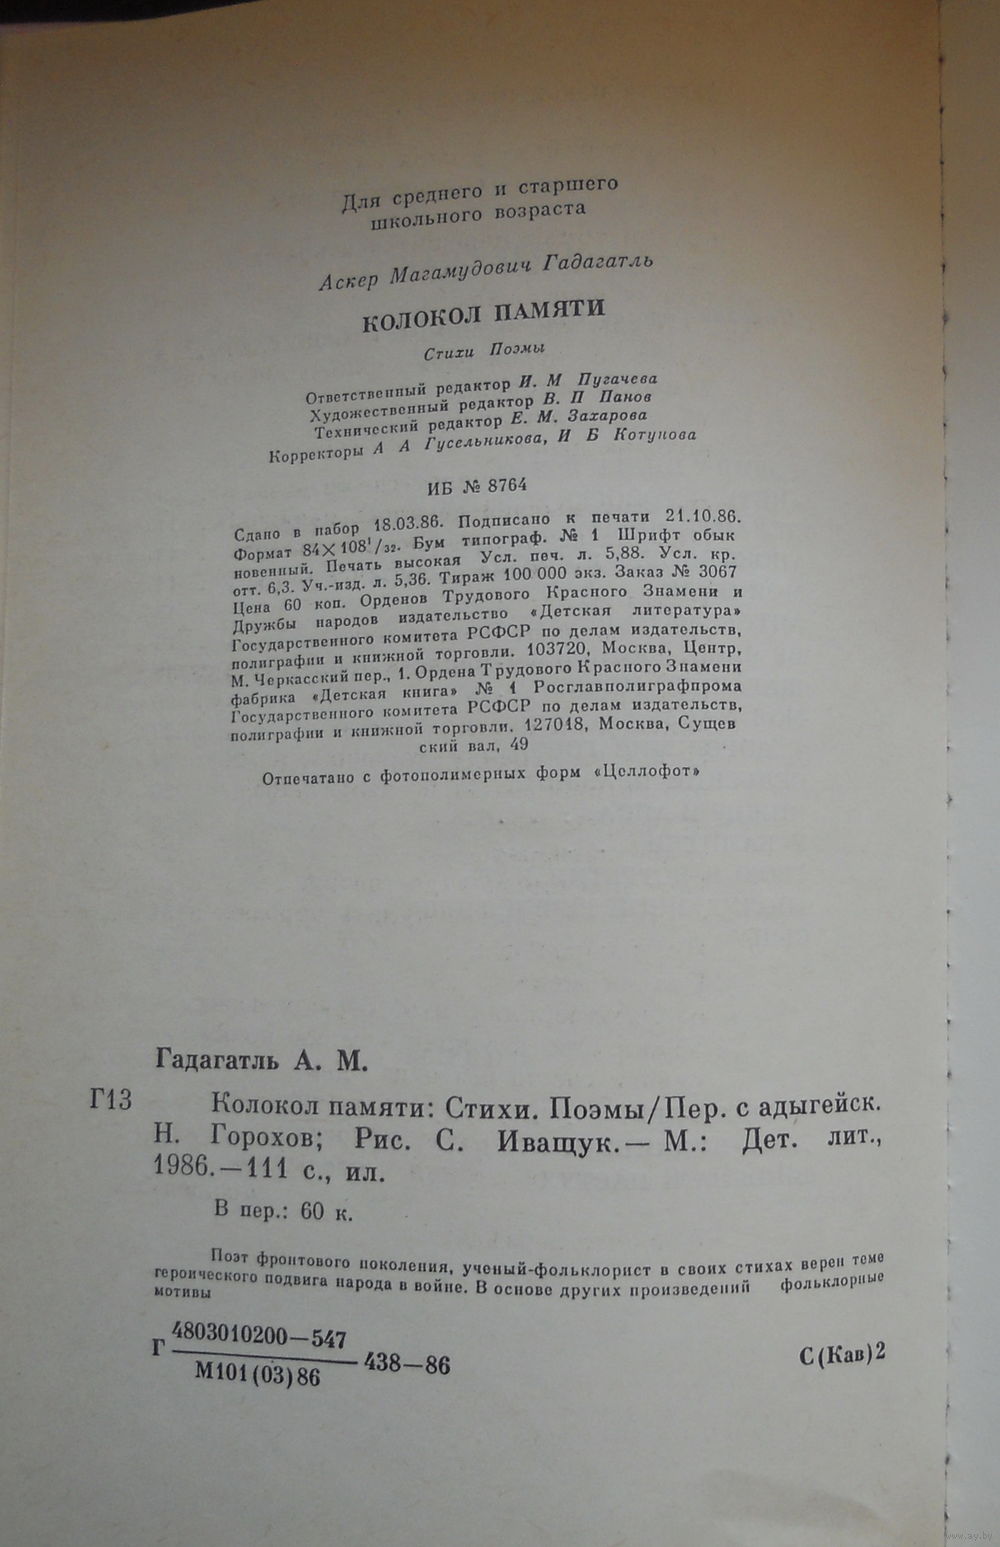 Для среднего и старшего
школьного возраста
Аскер Магамудович Гадагатль
КОЛОКОЛ ПАМЯТИ
Стихи Поэмы
Ответственный редактор И. М Пугачева
Художественный редактор В. П Панов
Технический редактор Е. М. Захарова
Корректоры А А Гусельникова, И Б Котунова
ИБ № 8764
Сдано в набор 18.03.86. Подписано к печати 21.10.86.
Формат 84×108¹/₃₂. Бум типограф. № 1 Шрифт обык
новенный. Печать высокая Усл. печ. л. 5,88. Усл. кр.
отт. 6,3. Уч.-изд. л. 5,36. Тираж 100 000 экз. Заказ № 3067
Цена 60 коп. Орденов Трудового Красного Знамени и
Дружбы народов издательство «Детская литература»
Государственного комитета РСФСР по делам издательств,
полиграфии и книжной торговли. 103720, Москва, Центр,
М. Черкасский пер., 1. Ордена Трудового Красного Знамени
фабрика «Детская книга» № 1 Росглавполиграфпрома
Государственного комитета РСФСР по делам издательств,
полиграфии и книжной торговли. 127018, Москва, Сущев
ский вал, 49
Отпечатано с фотополимерных форм «Целлофот»
Гадагатль А. М.
Г13 Колокол памяти: Стихи. Поэмы/Пер. с адыгейск.
Н. Горохов; Рис. С. Иващук.— М.: Дет. лит.,
1986.—111 с., ил.
В пер.: 60 к.
Поэт фронтового поколения, ученый-фольклорист в своих стихах верен теме
героического подвига народа в войне. В основе других произведений фольклорные
мотивы
Г 4803010200—547
М101(03)86 438—86
С(Кав)2
www.ay.by